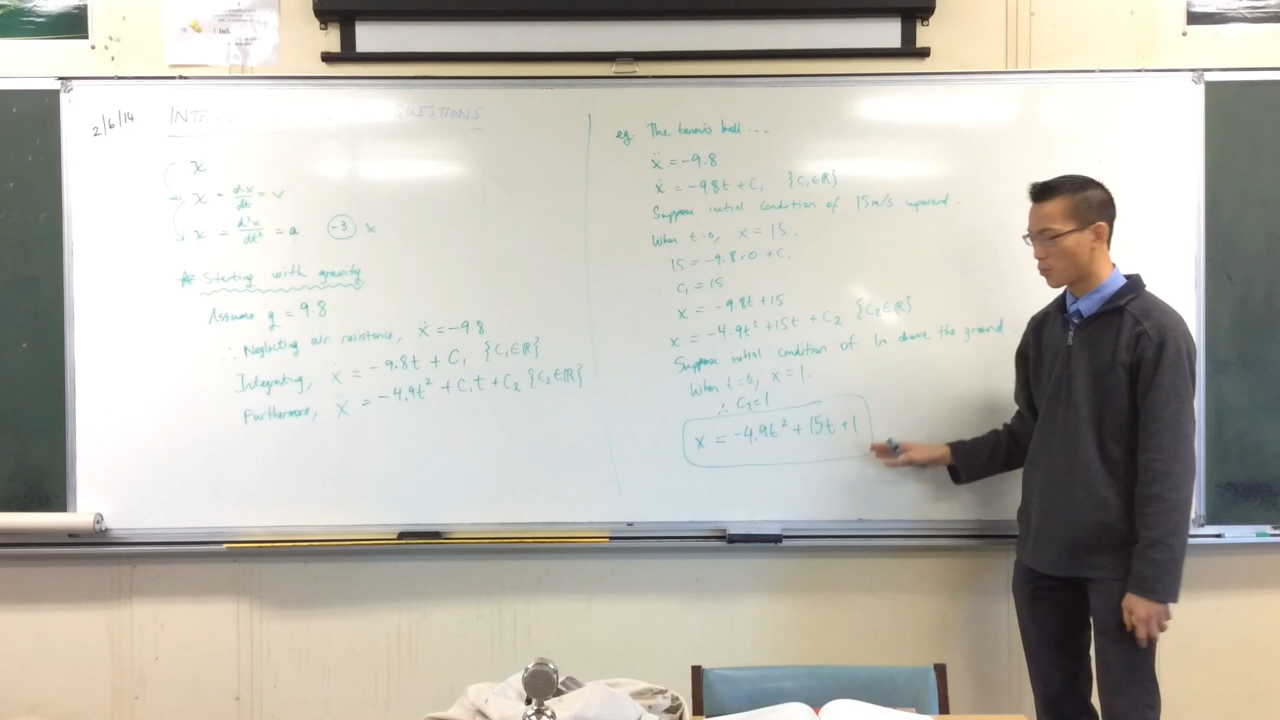 2/6/14
QUESTIONS
x
ẋ = dx/dt = v
ẍ = d²x/dt² = a
-3 x
* Starting with gravity
Assume g = 9.8
∴ Neglecting air resistance, ẍ = -9.8
Integrating, ẋ = -9.8t + C₁ {C₁∈ℝ}
Furthermore, x = -4.9t² + C₁t + C₂ {C₂∈ℝ}
eg. The tennis ball...
ẍ = -9.8
ẋ = -9.8t + C₁ {C₁∈ℝ}
Suppose initial condition of 15m/s upward.
When t=0, ẋ = 15.
15 = -9.8×0 + C₁
C₁ = 15
ẋ = -9.8t + 15
x = -4.9t² + 15t + C₂ {C₂∈ℝ}
Suppose initial condition of 1m above the ground
When t=0, x = 1.
∴ C₂ = 1
x = -4.9t² + 15t + 1